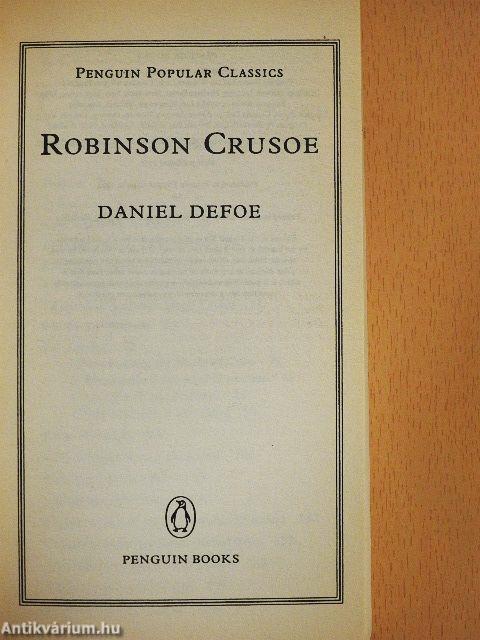 PENGUIN POPULAR CLASSICS
ROBINSON CRUSOE
DANIEL DEFOE
PENGUIN BOOKS
Antikvárium.hu